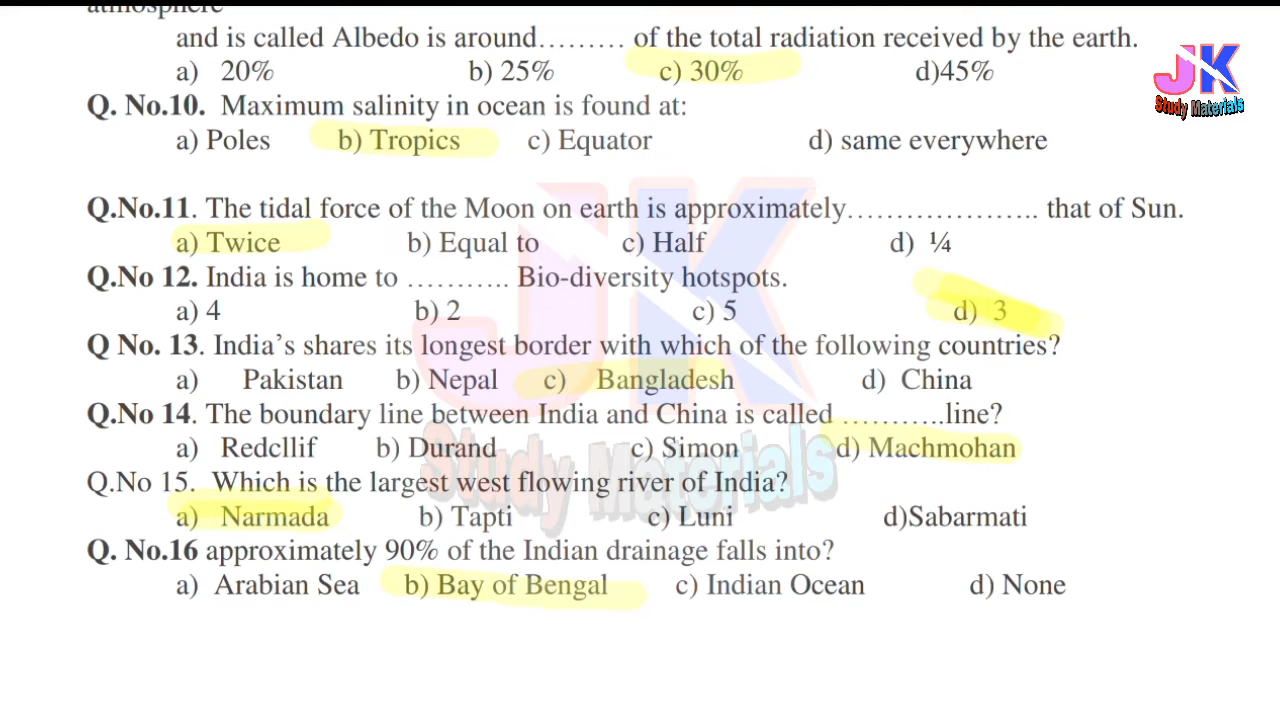 atmosphere
and is called Albedo is around……… of the total radiation received by the earth.
a) 20% b) 25% c) 30% d)45%
Q. No.10. Maximum salinity in ocean is found at:
a) Poles b) Tropics c) Equator d) same everywhere
Q.No.11. The tidal force of the Moon on earth is approximately………………….. that of Sun.
a) Twice b) Equal to c) Half d) ¼
Q.No 12. India is home to ……….. Bio-diversity hotspots.
a) 4 b) 2 c) 5 d) 3
Q No. 13. India’s shares its longest border with which of the following countries?
a) Pakistan b) Nepal c) Bangladesh d) China
Q.No 14. The boundary line between India and China is called ………..line?
a) Redcllif b) Durand c) Simon d) Machmohan
Q.No 15. Which is the largest west flowing river of India?
a) Narmada b) Tapti c) Luni d)Sabarmati
Q. No.16 approximately 90% of the Indian drainage falls into?
a) Arabian Sea b) Bay of Bengal c) Indian Ocean d) None
JK
Study Materials
JK
Study Materials